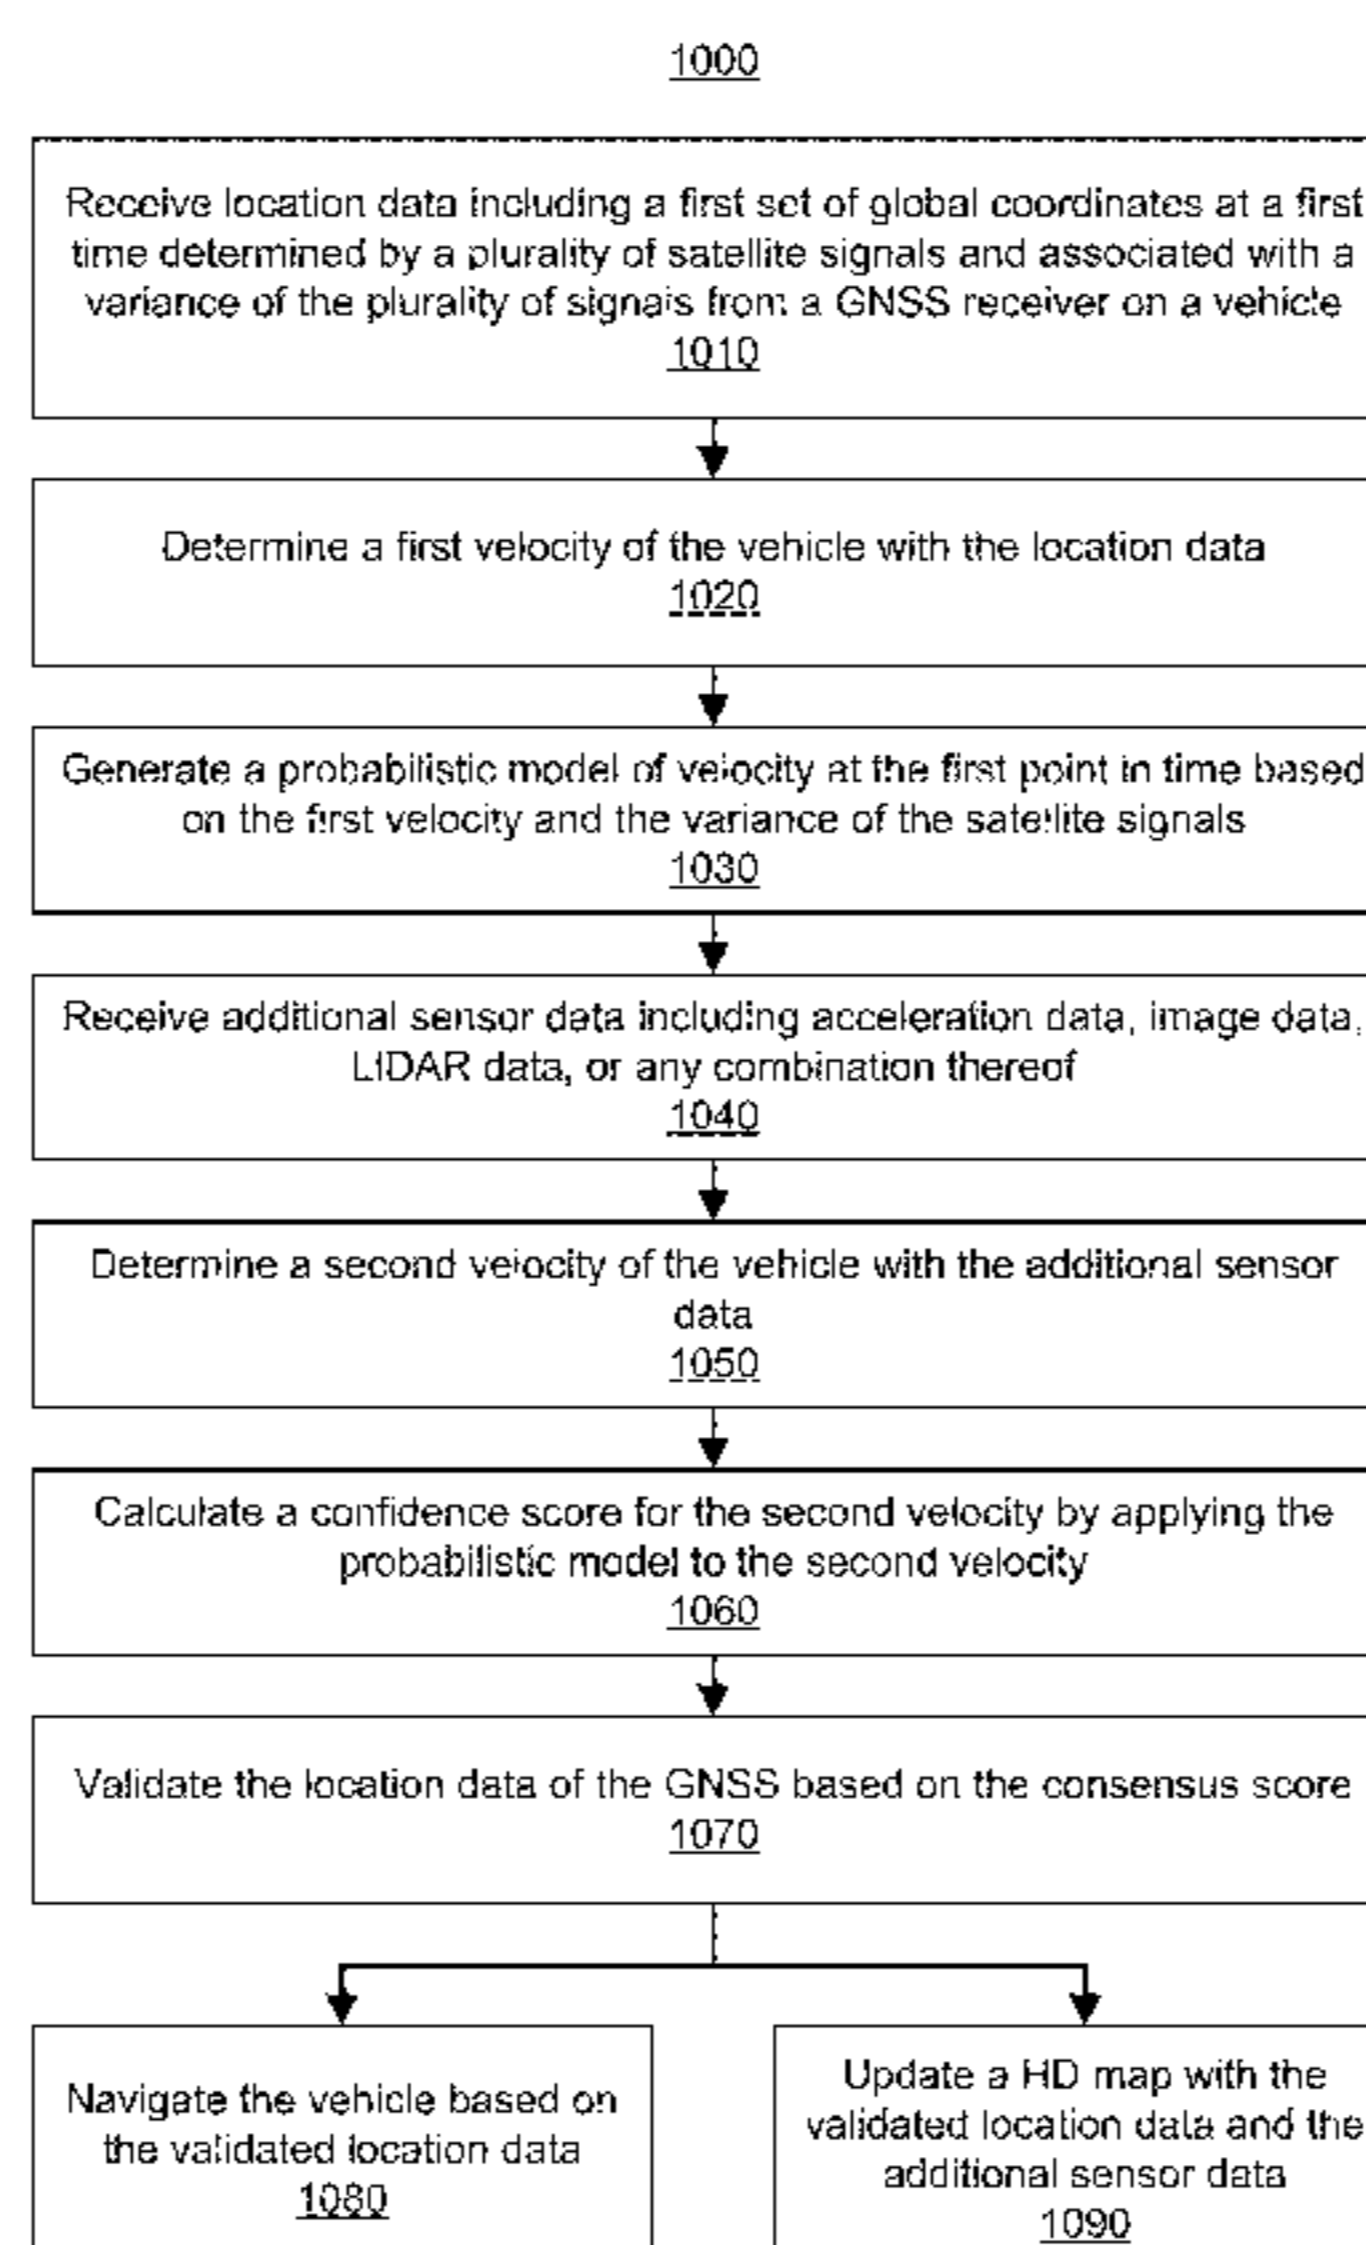 1000
Receive location data including a first set of global coordinates at a first
time determined by a plurality of satellite signals and associated with a
variance of the plurality of signals from a GNSS receiver on a vehicle
1010
Determine a first velocity of the vehicle with the location data
1020
Generate a probabilistic model of velocity at the first point in time based
on the first velocity and the variance of the satellite signals
1030
Receive additional sensor data including acceleration data, image data,
LIDAR data, or any combination thereof
1040
Determine a second velocity of the vehicle with the additional sensor
data
1050
Calculate a confidence score for the second velocity by applying the
probabilistic model to the second velocity
1060
Validate the location data of the GNSS based on the consensus score
1070
Navigate the vehicle based on
the validated location data
1080
Update a HD map with the
validated location data and the
additional sensor data
1090